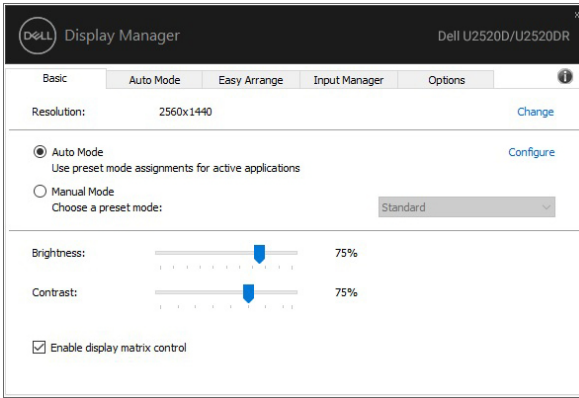 DELL Display Manager Dell U2520D/U2520DR
Basic Auto Mode Easy Arrange Input Manager Options
Resolution: 2560x1440 Change
Auto Mode Configure
Use preset mode assignments for active applications
Manual Mode
Choose a preset mode: Standard
Brightness: 75%
Contrast: 75%
Enable display matrix control